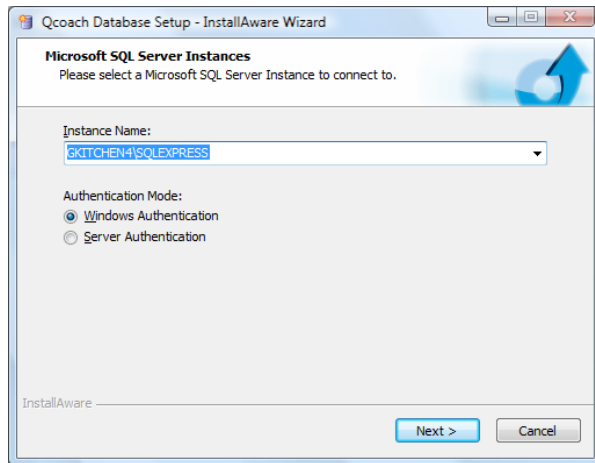 Qcoach Database Setup - InstallAware Wizard
Microsoft SQL Server Instances
Please select a Microsoft SQL Server Instance to connect to.
Instance Name:
GKITCHEN4\SQLEXPRESS
Authentication Mode:
Windows Authentication
Server Authentication
InstallAware
Next >
Cancel